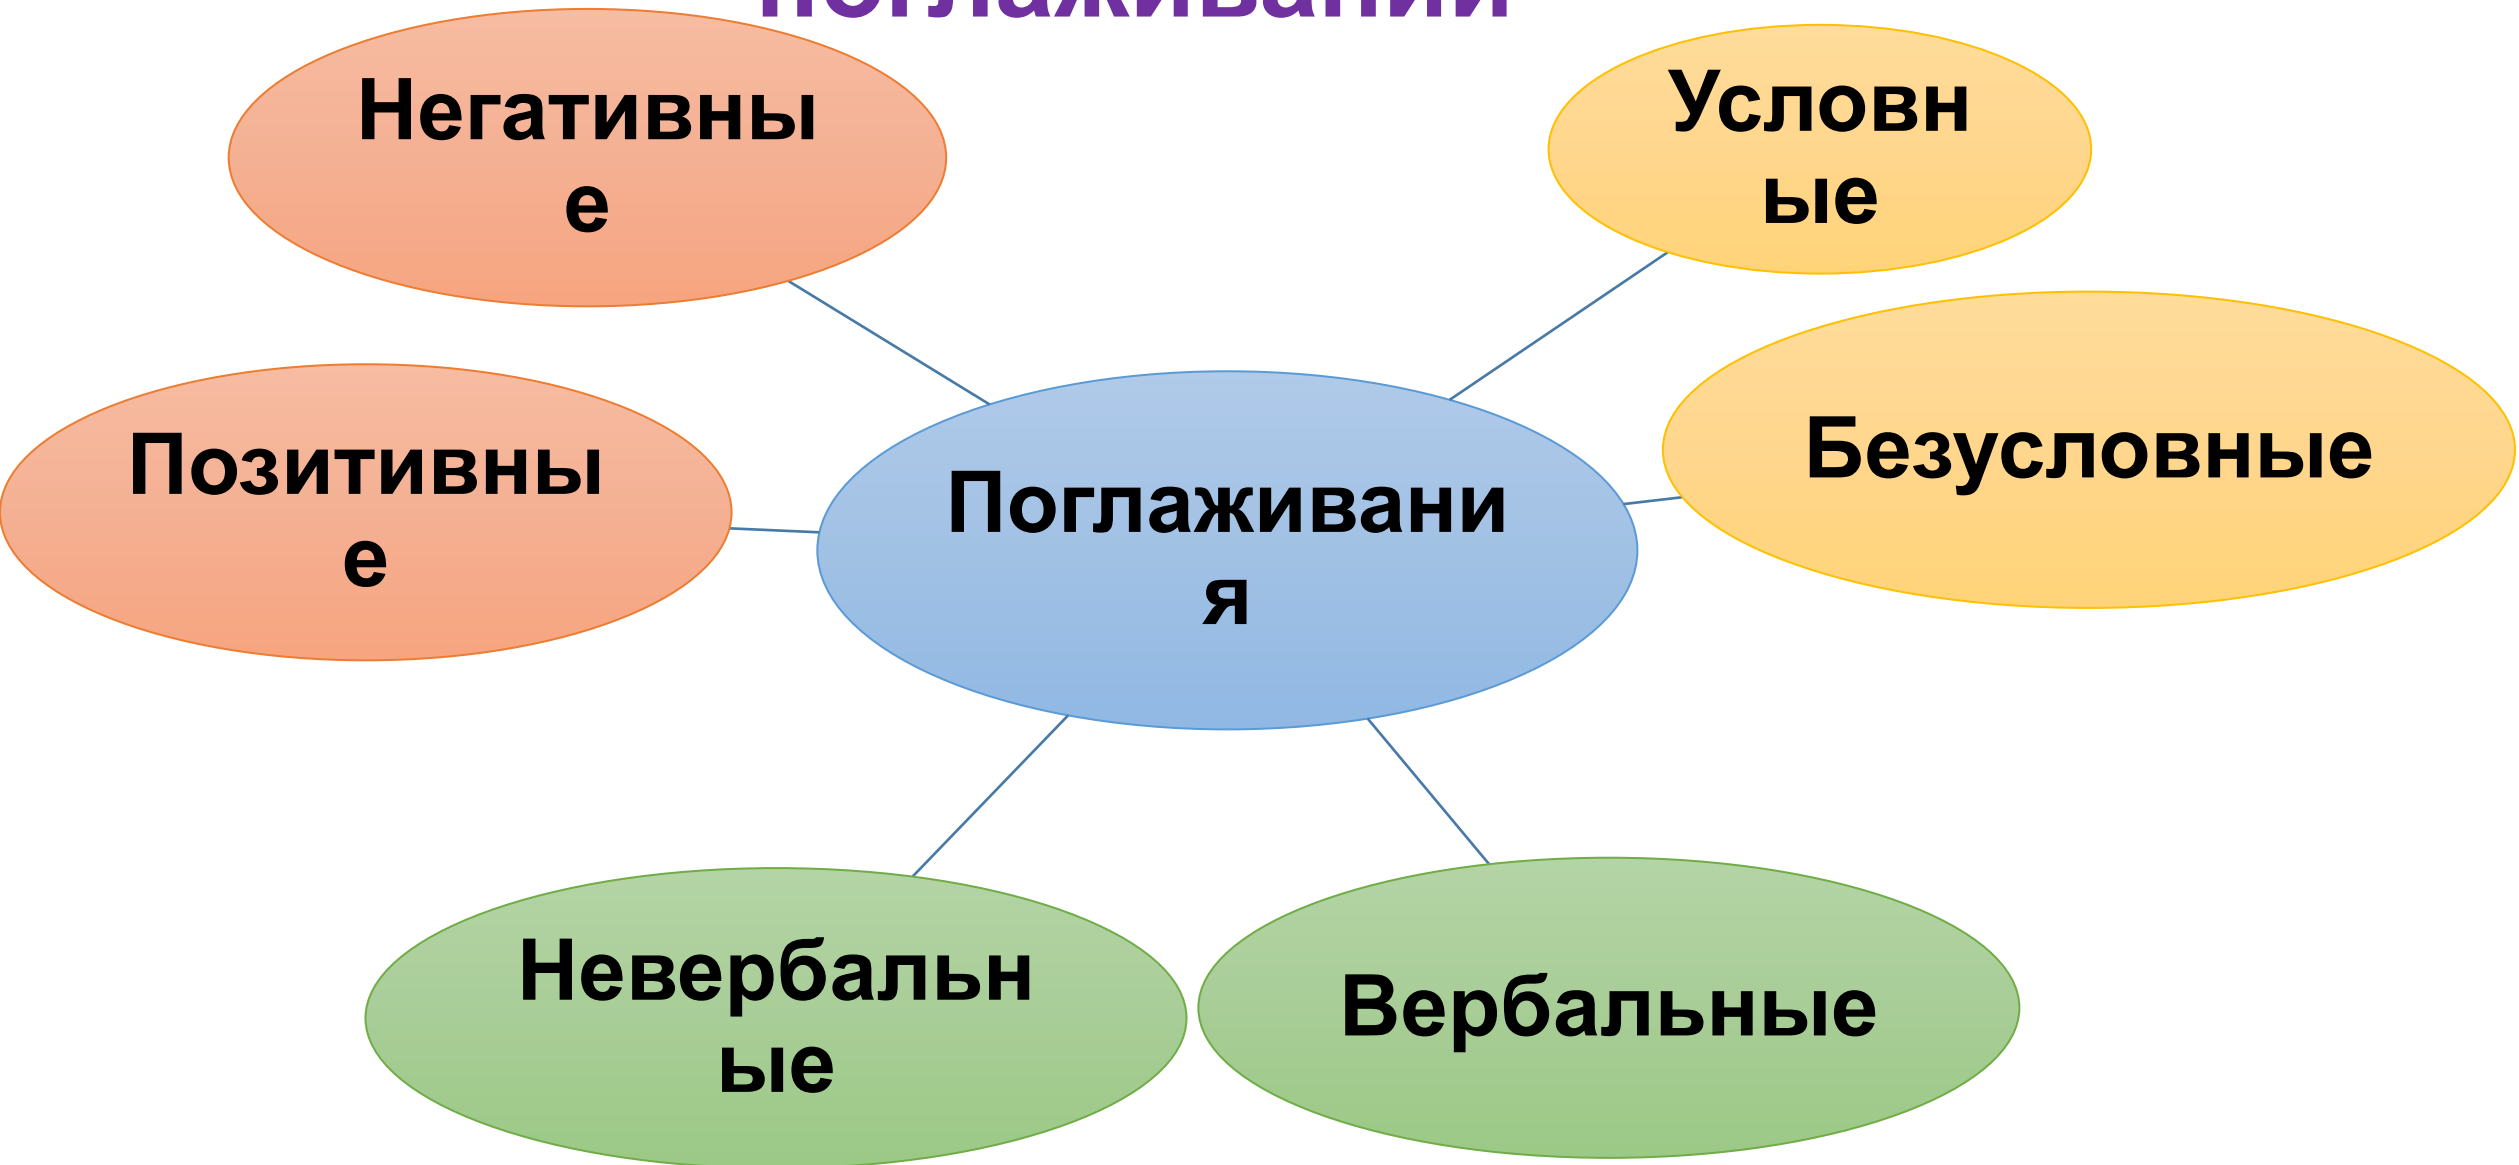 Негативны
е
Условн
ые
Позитивны
е
Поглаживани
я
Безусловные
Невербальн
ые
Вербальные